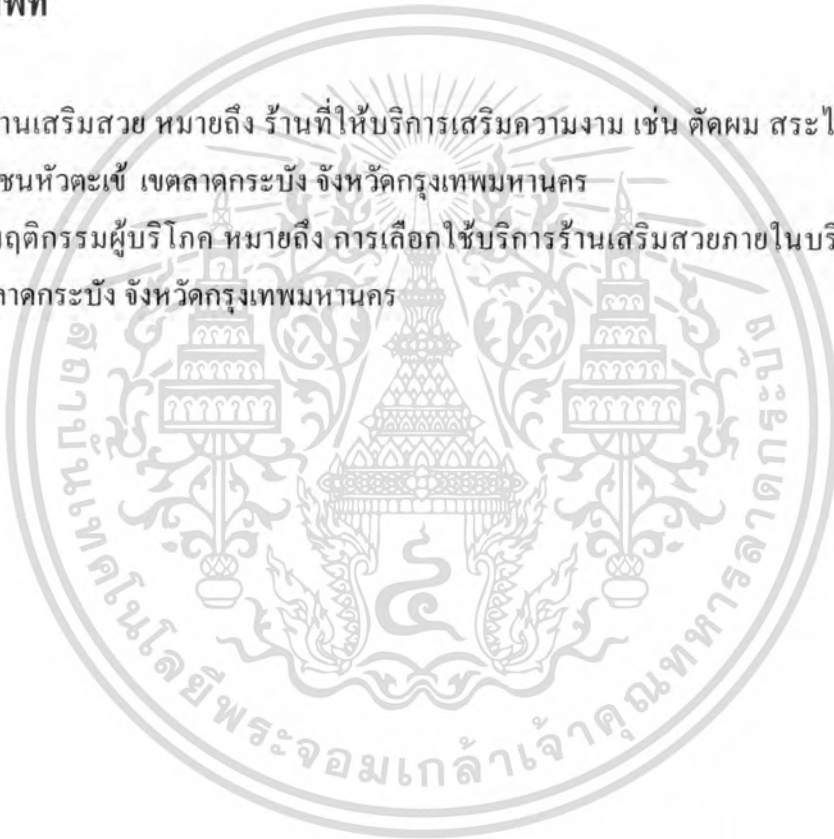 านเสริมสวย หมายถึง ร้านที่ให้บริการเสริมความงาม เช่น ตัดผม สระไ
ชนหัวตะเข้ เขตลาดกระบัง จังหวัดกรุงเทพมหานคร
ฤติกรรมผู้บริโภค หมายถึง การเลือกใช้บริการร้านเสริมสวยภายในบริ
าดกระบัง จังหวัดกรุงเทพมหานคร
สถาบันเทคโนโลยีพระจอมเกล้าเจ้าคุณทหารลาดกระบัง